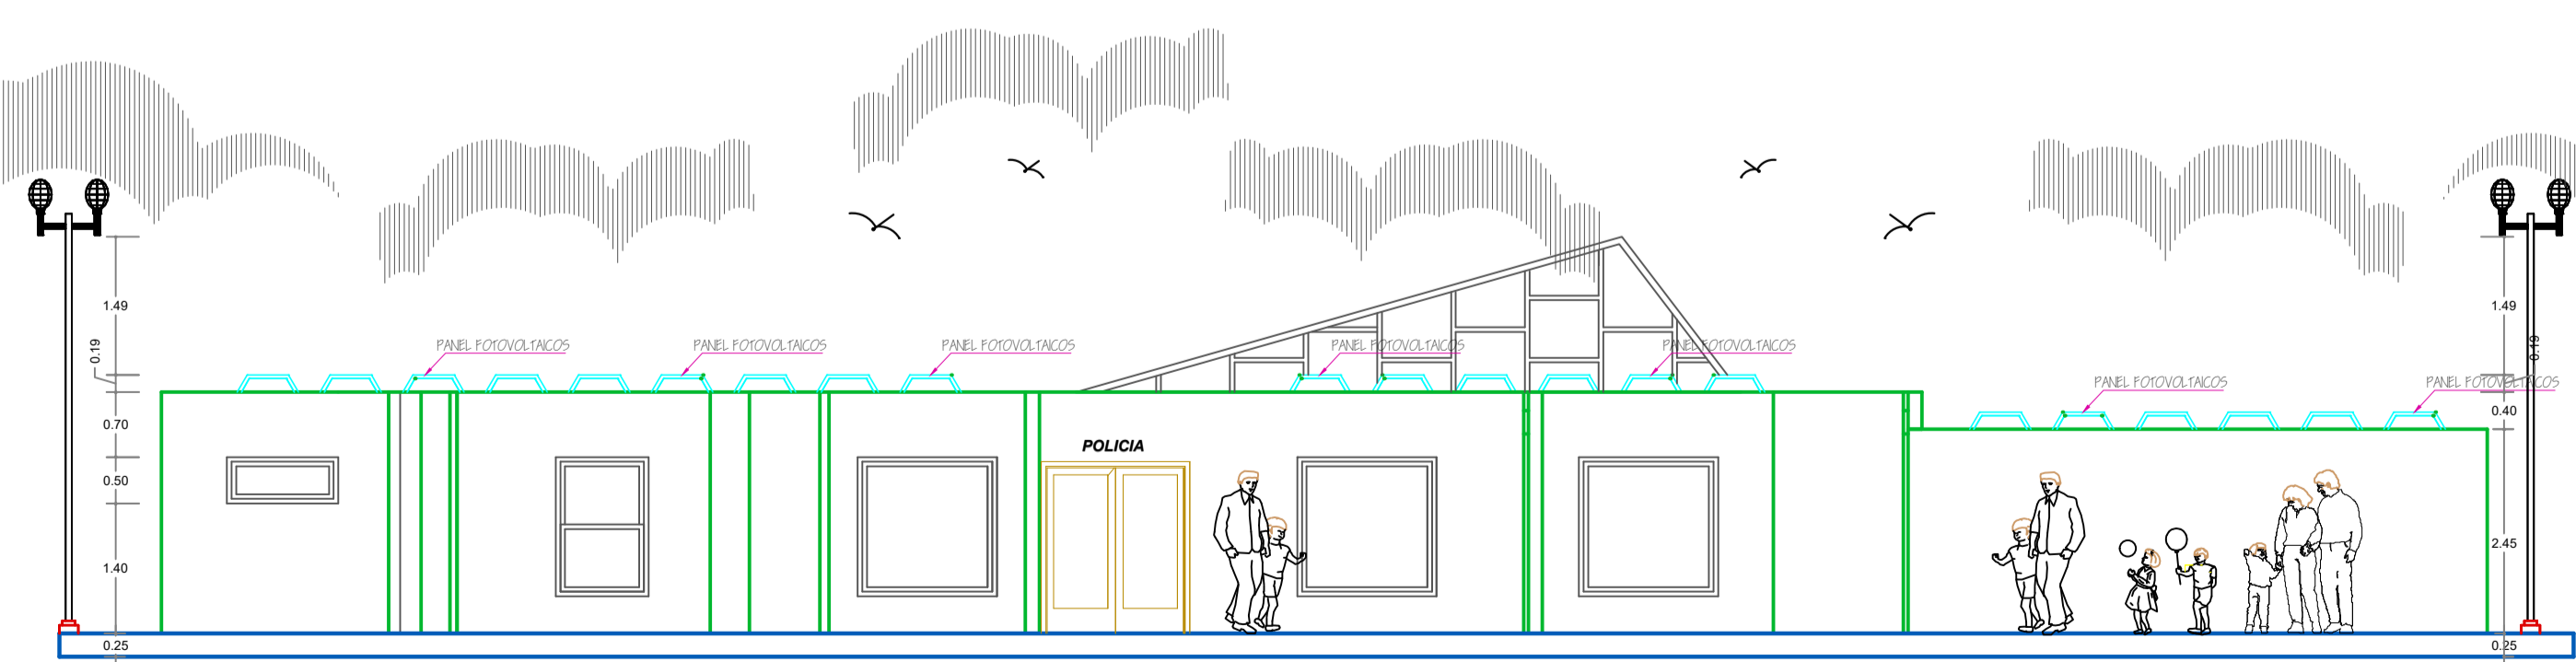 1.49
1.49
0.19
0.19
PANEL FOTOVOLTAICOS
PANEL FOTOVOLTAICOS
PANEL FOTOVOLTAICOS
PANEL FOTOVOLTAICOS
PANEL FOTOVOLTAICOS
PANEL FOTOVOLTAICOS
PANEL FOTOVOLTAICOS
0.70
0.40
POLICIA
0.50
2.45
1.40
0.25
0.25